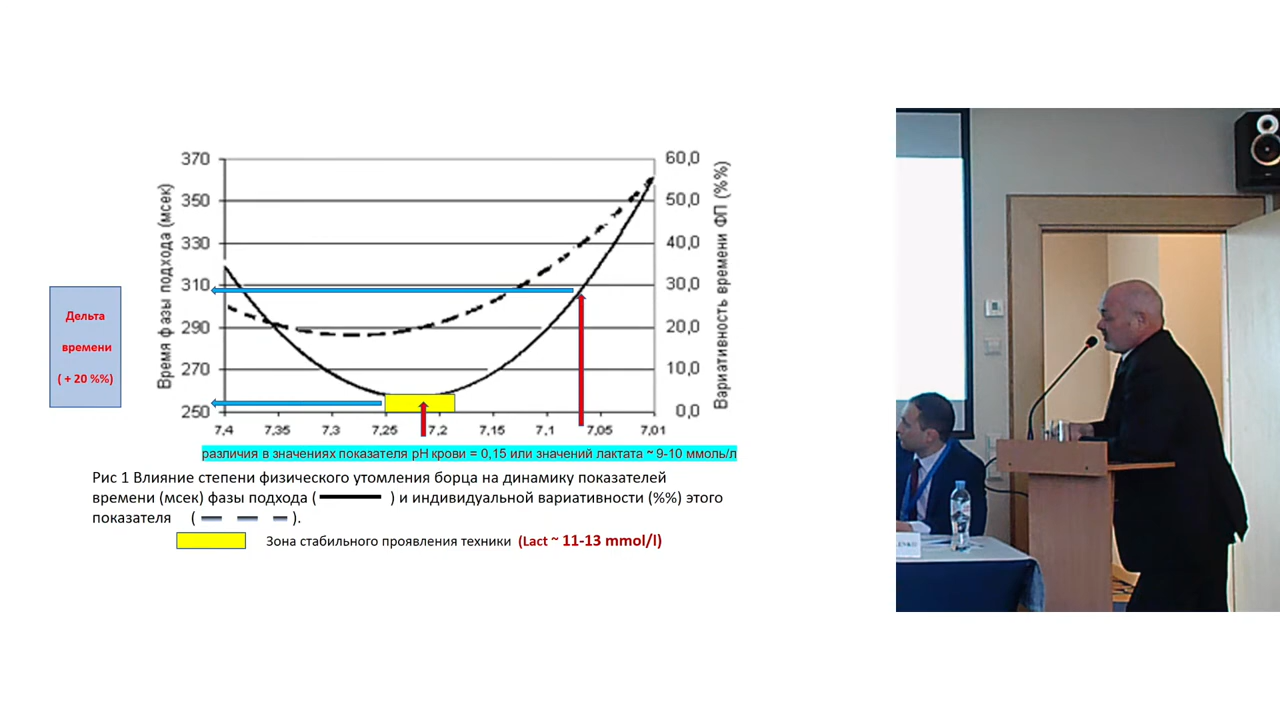 370
350
330
310
290
270
250
Время фазы подхода (мсек)
60,0
50,0
40,0
30,0
20,0
10,0
0,0
Вариативность времени ФП (%%)
7,4 7,35 7,3 7,25 7,2 7,15 7,1 7,05 7,01
Дельта
времени
( + 20 %%)
различия в значениях показателя pH крови = 0,15 или значений лактата ~ 9-10 ммоль/л
Рис 1 Влияние степени физического утомления борца на динамику показателей
времени (мсек) фазы подхода ( ) и индивидуальной вариативности (%%) этого
показателя ( ).
Зона стабильного проявления техники (Lact ~ 11-13 mmol/l)